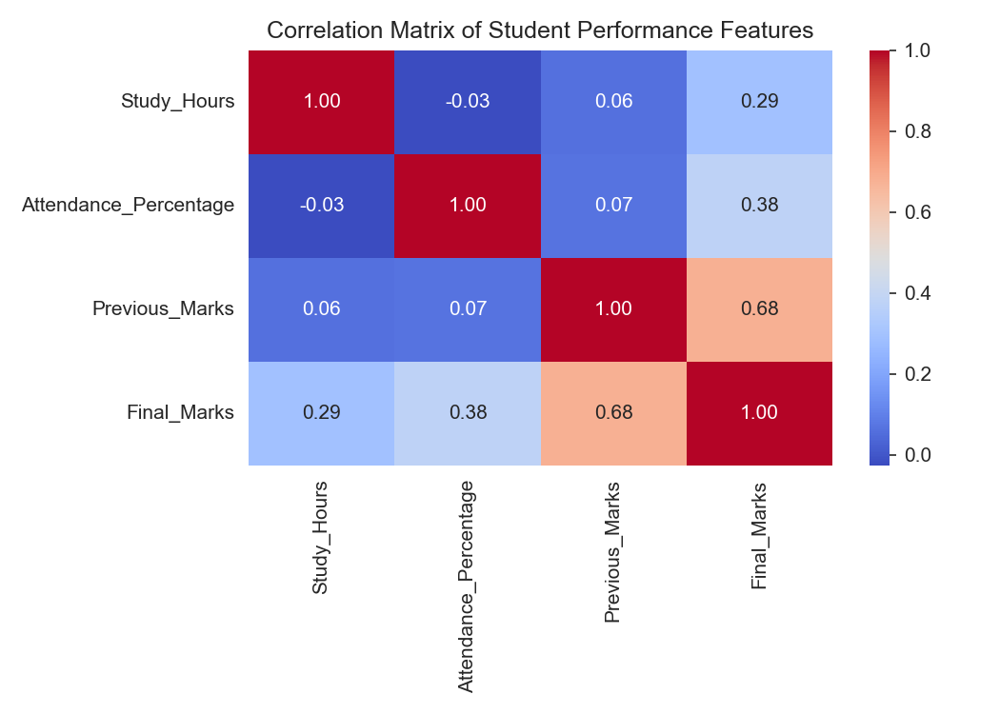 Correlation Matrix of Student Performance Features
Study_Hours 1.00 -0.03 0.06 0.29
Attendance_Percentage -0.03 1.00 0.07 0.38
Previous_Marks 0.06 0.07 1.00 0.68
Final_Marks 0.29 0.38 0.68 1.00
Study_Hours
Attendance_Percentage
Previous_Marks
Final_Marks
1.0
0.8
0.6
0.4
0.2
0.0